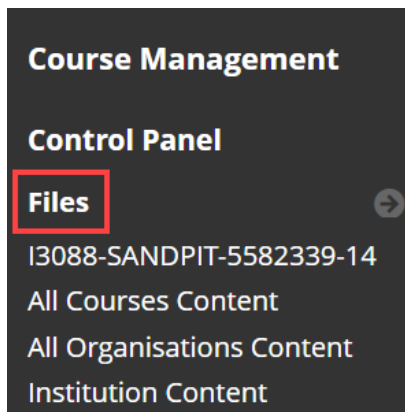 Course Management
Control Panel
Files
I3088-SANDPIT-5582339-14
All Courses Content
All Organisations Content
Institution Content